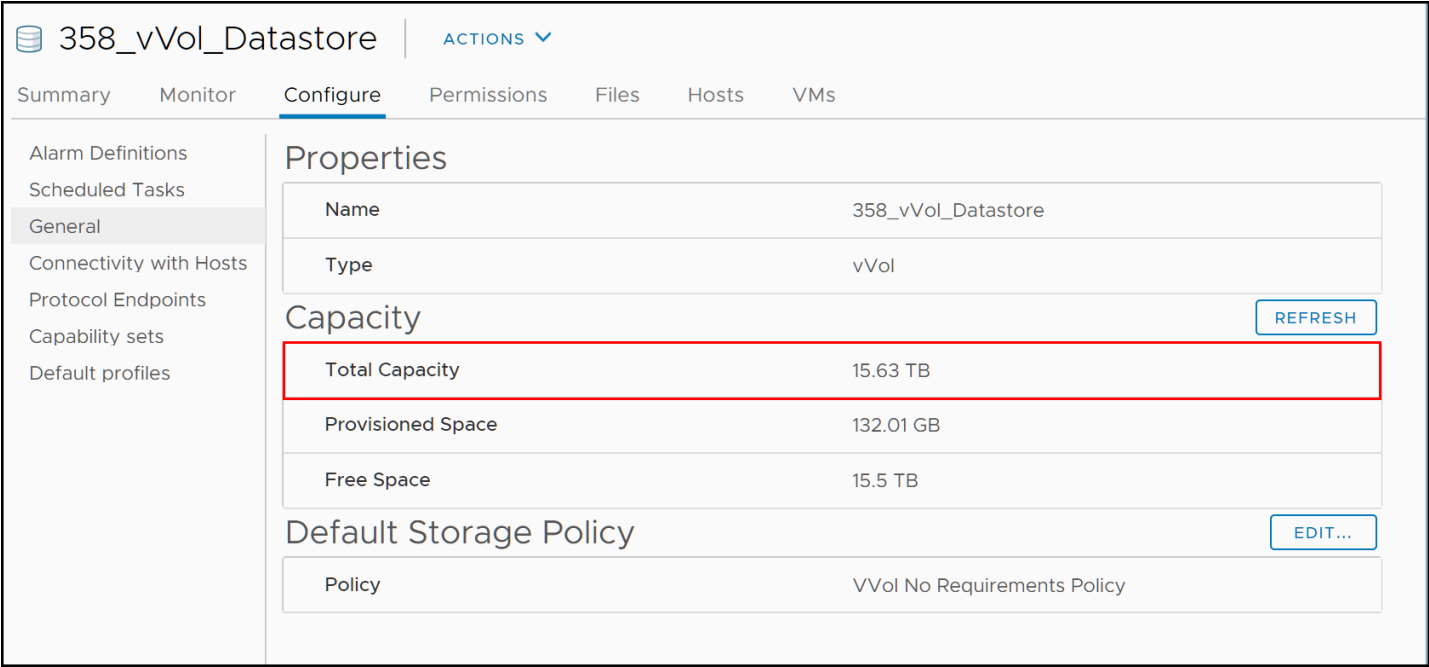 358_vVol_Datastore ACTIONS
Summary Monitor Configure Permissions Files Hosts VMs
Alarm Definitions
Scheduled Tasks
General
Connectivity with Hosts
Protocol Endpoints
Capability sets
Default profiles
Properties
Name 358_vVol_Datastore
Type vVol
Capacity REFRESH
Total Capacity 15.63 TB
Provisioned Space 132.01 GB
Free Space 15.5 TB
Default Storage Policy EDIT...
Policy VVol No Requirements Policy